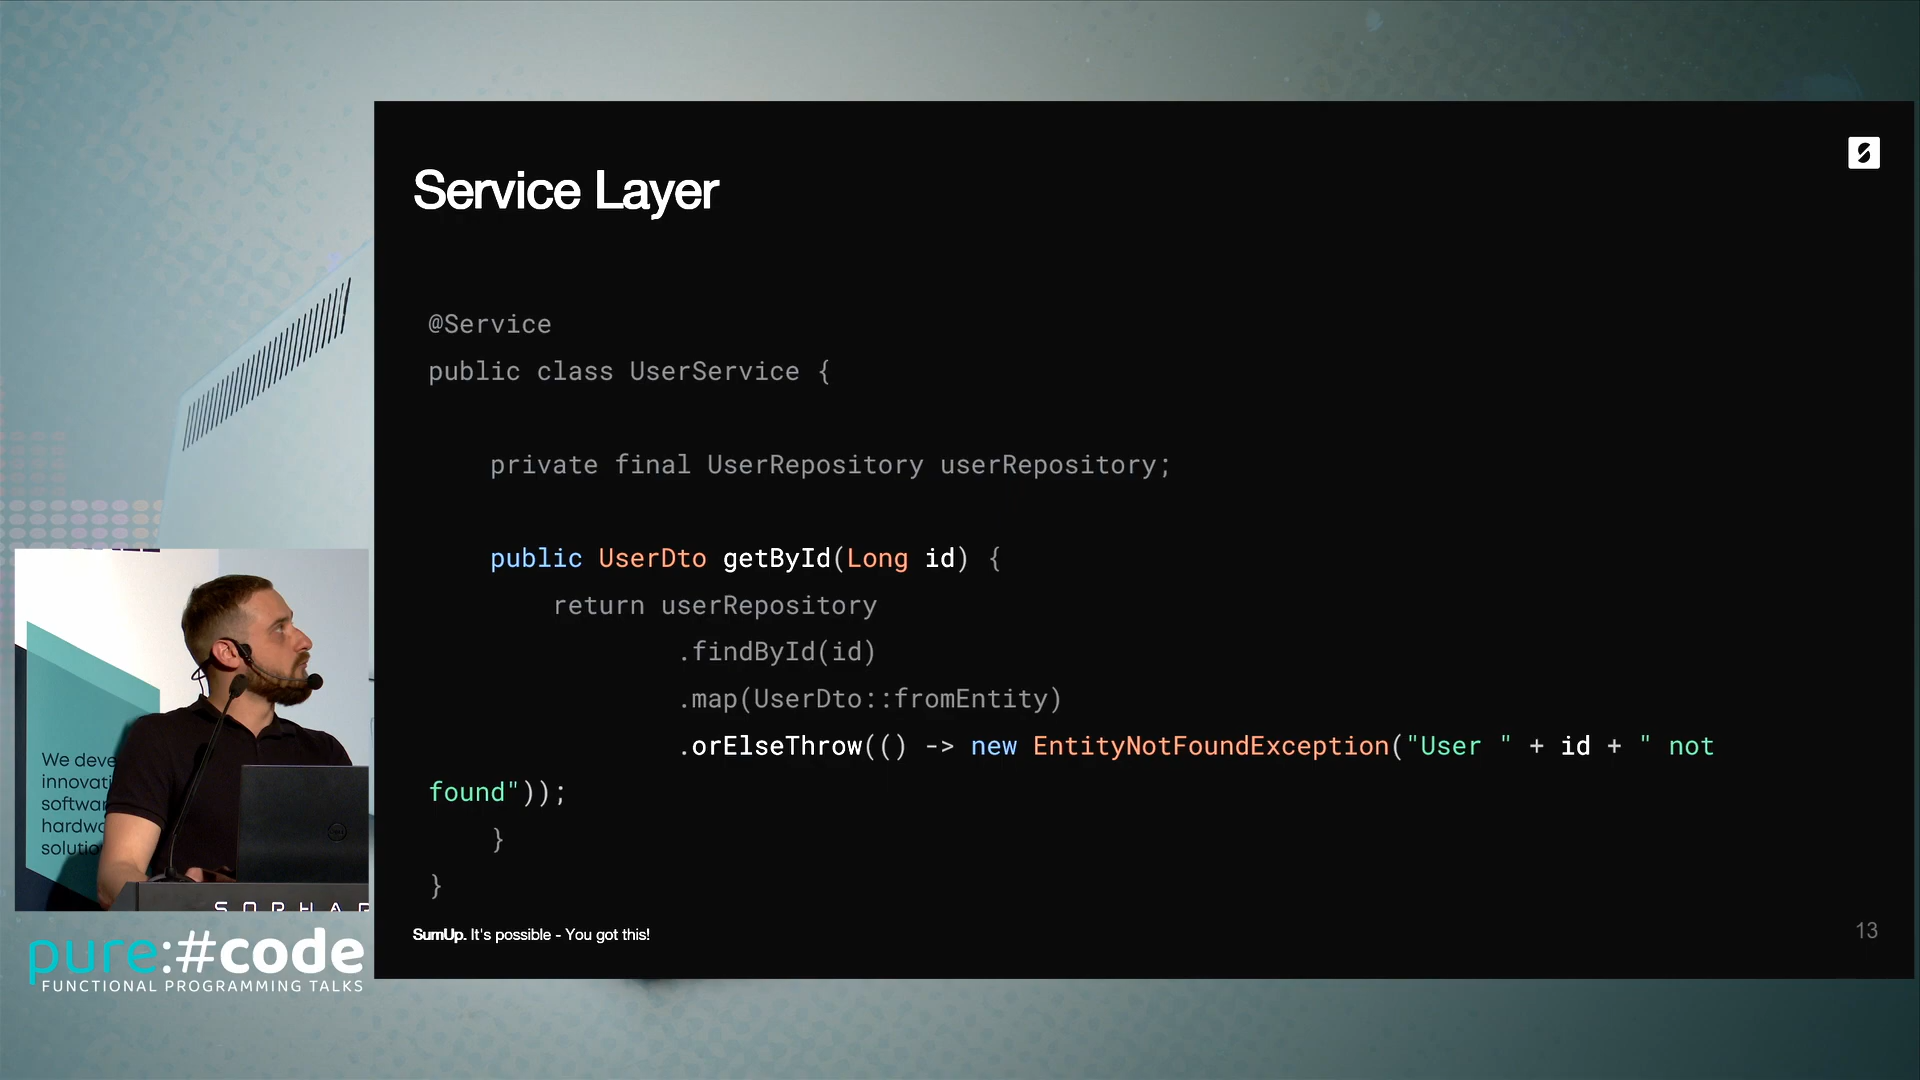 Service Layer
@Service
public class UserService {
private final UserRepository userRepository;
public UserDto getById(Long id) {
return userRepository
.findById(id)
.map(UserDto::fromEntity)
.orElseThrow(() -> new EntityNotFoundException("User " + id + " not
found"));
}
}
SumUp. It's possible - You got this!
13
We deve
innovati
softwar
hardwa
solutio
pure:#code
FUNCTIONAL PROGRAMMING TALKS